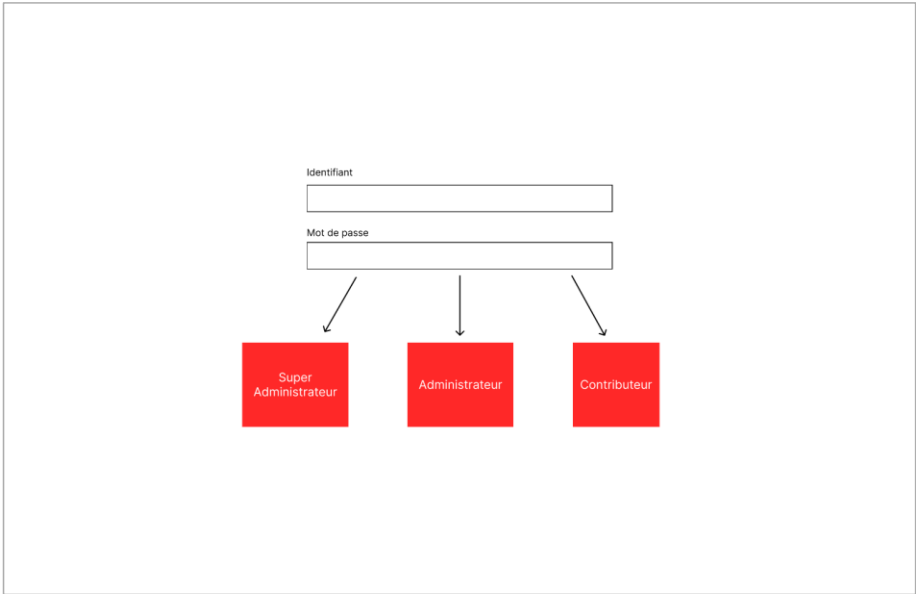 Identifiant
Mot de passe
Super
Administrateur
Administrateur
Contributeur